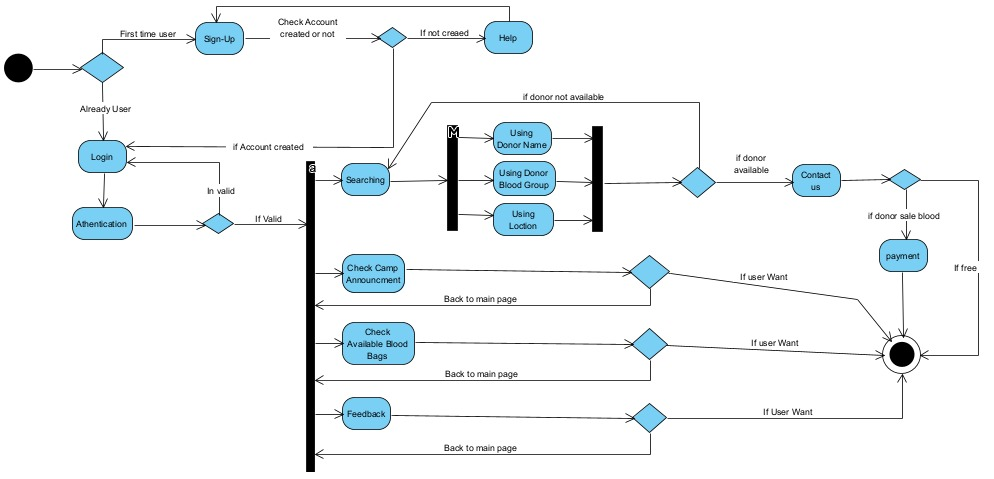 First time user
Sign-Up
Check Account
created or not
If not creaed
Help
Already User
Login
if Account created
In valid
Athentication
If Valid
a
Searching
if donor not available
M
Using
Donor Name
Using Donor
Blood Group
Using
Loction
if donor
available
Contact
us
if donor sale blood
payment
If free
Check Camp
Announcment
If user Want
Back to main page
Check
Available Blood
Bags
If user Want
Back to main page
Feedback
If User Want
Back to main page